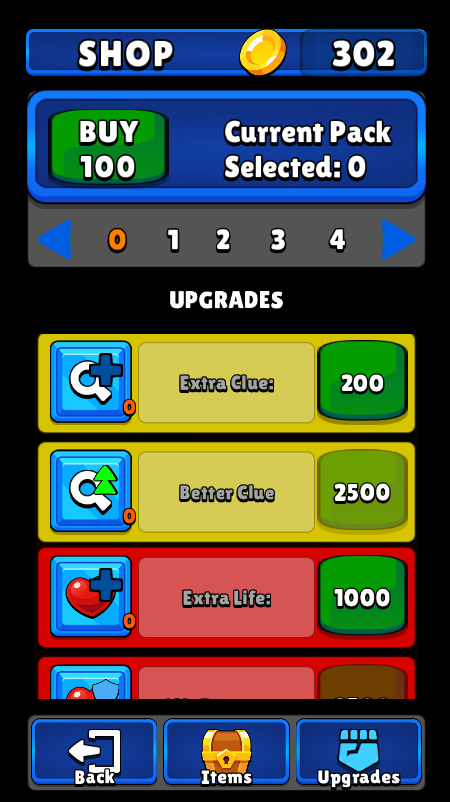 SHOP
302
BUY
100
Current Pack
Selected: 0
0 1 2 3 4
UPGRADES
Extra Clue:
0
200
Better Clue
0
2500
Extra Life:
0
1000
Back
Items
Upgrades